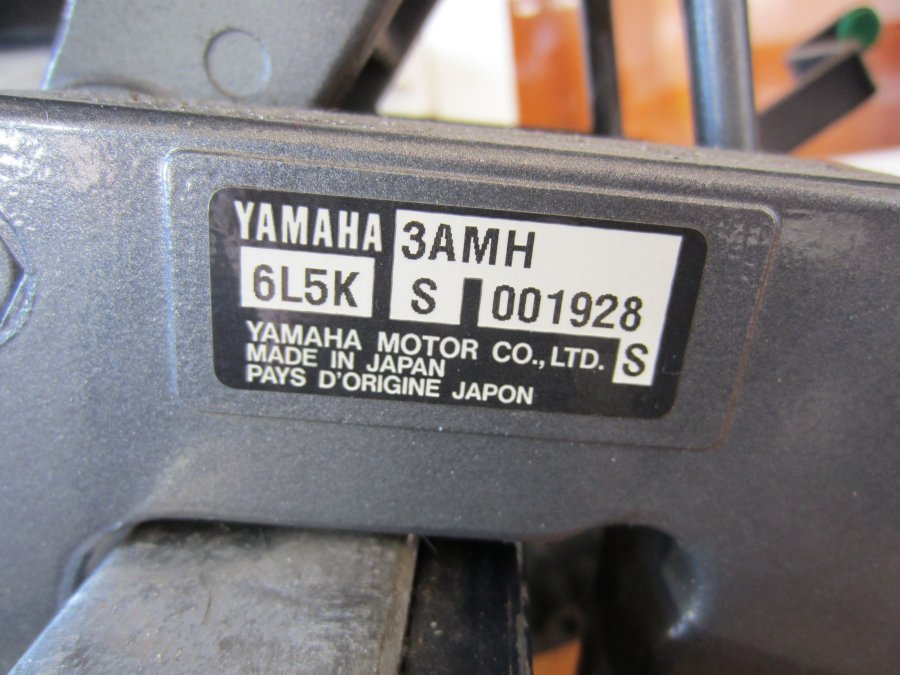 YAMAHA 3AMH
6L5K S 001928
YAMAHA MOTOR CO., LTD. S
MADE IN JAPAN
PAYS D'ORIGINE JAPON